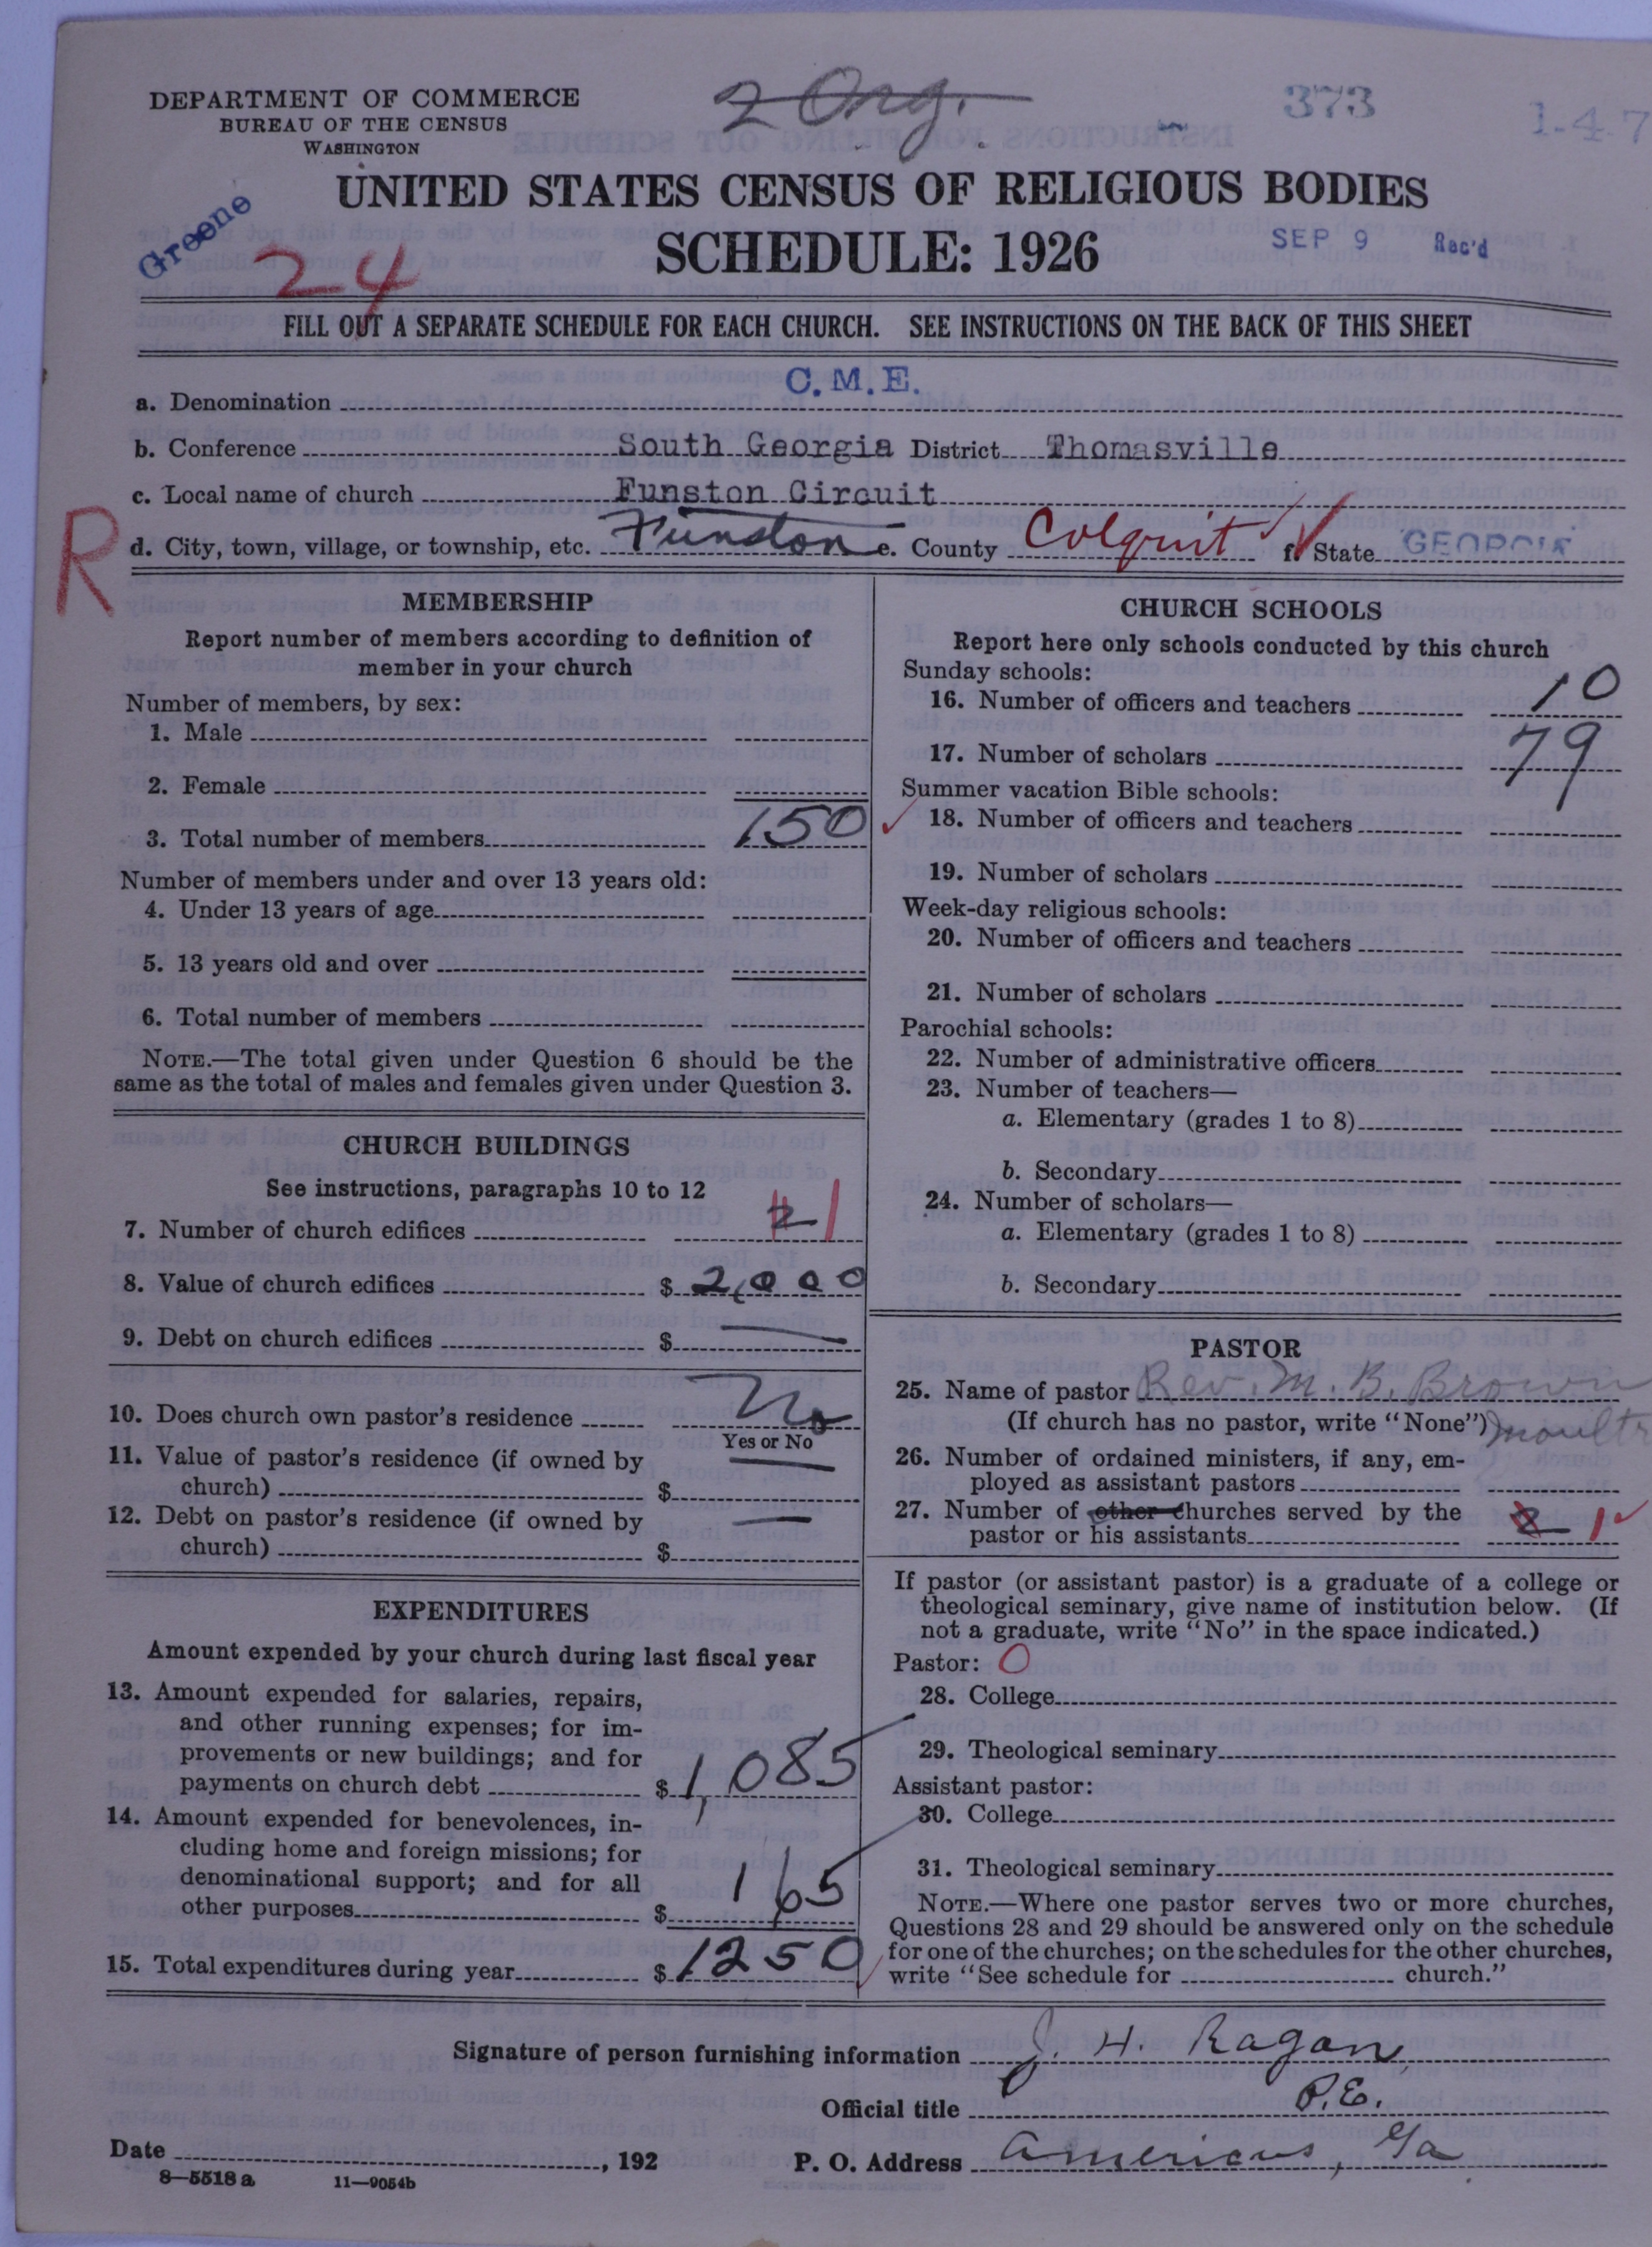 2 Org.
373
1-47
DEPARTMENT OF COMMERCE
BUREAU OF THE CENSUS
WASHINGTON
UNITED STATES CENSUS OF RELIGIOUS BODIES
Greene
24
SCHEDULE: 1926
SEP 9 Rec'd
FILL OUT A SEPARATE SCHEDULE FOR EACH CHURCH. SEE INSTRUCTIONS ON THE BACK OF THIS SHEET
a. Denomination C.M.E.
b. Conference South Georgia District Thomasville
c. Local name of church Funston Circuit
R
d. City, town, village, or township, etc. Funston e. County Colquit f. State GEORGIA
MEMBERSHIP
Report number of members according to definition of
member in your church
Number of members, by sex:
1. Male
2. Female
3. Total number of members 150
Number of members under and over 13 years old:
4. Under 13 years of age
5. 13 years old and over
6. Total number of members
NOTE.—The total given under Question 6 should be the
same as the total of males and females given under Question 3.
CHURCH BUILDINGS
See instructions, paragraphs 10 to 12
7. Number of church edifices 2 1
8. Value of church edifices $ 2,000
9. Debt on church edifices $ —
10. Does church own pastor's residence No
Yes or No
11. Value of pastor's residence (if owned by
church) $ —
12. Debt on pastor's residence (if owned by
church) $ —
EXPENDITURES
Amount expended by your church during last fiscal year
13. Amount expended for salaries, repairs,
and other running expenses; for im-
provements or new buildings; and for
payments on church debt $ 1,085
14. Amount expended for benevolences, in-
cluding home and foreign missions; for
denominational support; and for all
other purposes $ 165
15. Total expenditures during year $ 1250
CHURCH SCHOOLS
Report here only schools conducted by this church
Sunday schools:
16. Number of officers and teachers 10
17. Number of scholars 79
Summer vacation Bible schools:
18. Number of officers and teachers
19. Number of scholars
Week-day religious schools:
20. Number of officers and teachers
21. Number of scholars
Parochial schools:
22. Number of administrative officers
23. Number of teachers—
a. Elementary (grades 1 to 8)
b. Secondary
24. Number of scholars—
a. Elementary (grades 1 to 8)
b. Secondary
PASTOR
25. Name of pastor Rev. M. B. Brown
(If church has no pastor, write "None") Moultr
26. Number of ordained ministers, if any, em-
ployed as assistant pastors
27. Number of other churches served by the
pastor or his assistants 2 1
If pastor (or assistant pastor) is a graduate of a college or
theological seminary, give name of institution below. (If
not a graduate, write "No" in the space indicated.)
Pastor: O
28. College
29. Theological seminary
Assistant pastor:
30. College
31. Theological seminary
NOTE.—Where one pastor serves two or more churches,
Questions 28 and 29 should be answered only on the schedule
for one of the churches; on the schedules for the other churches,
write "See schedule for church."
Signature of person furnishing information J. H. Ragan
Official title P.E.
Date , 192
P. O. Address Americus, Ga
8—5518 a 11—9054b